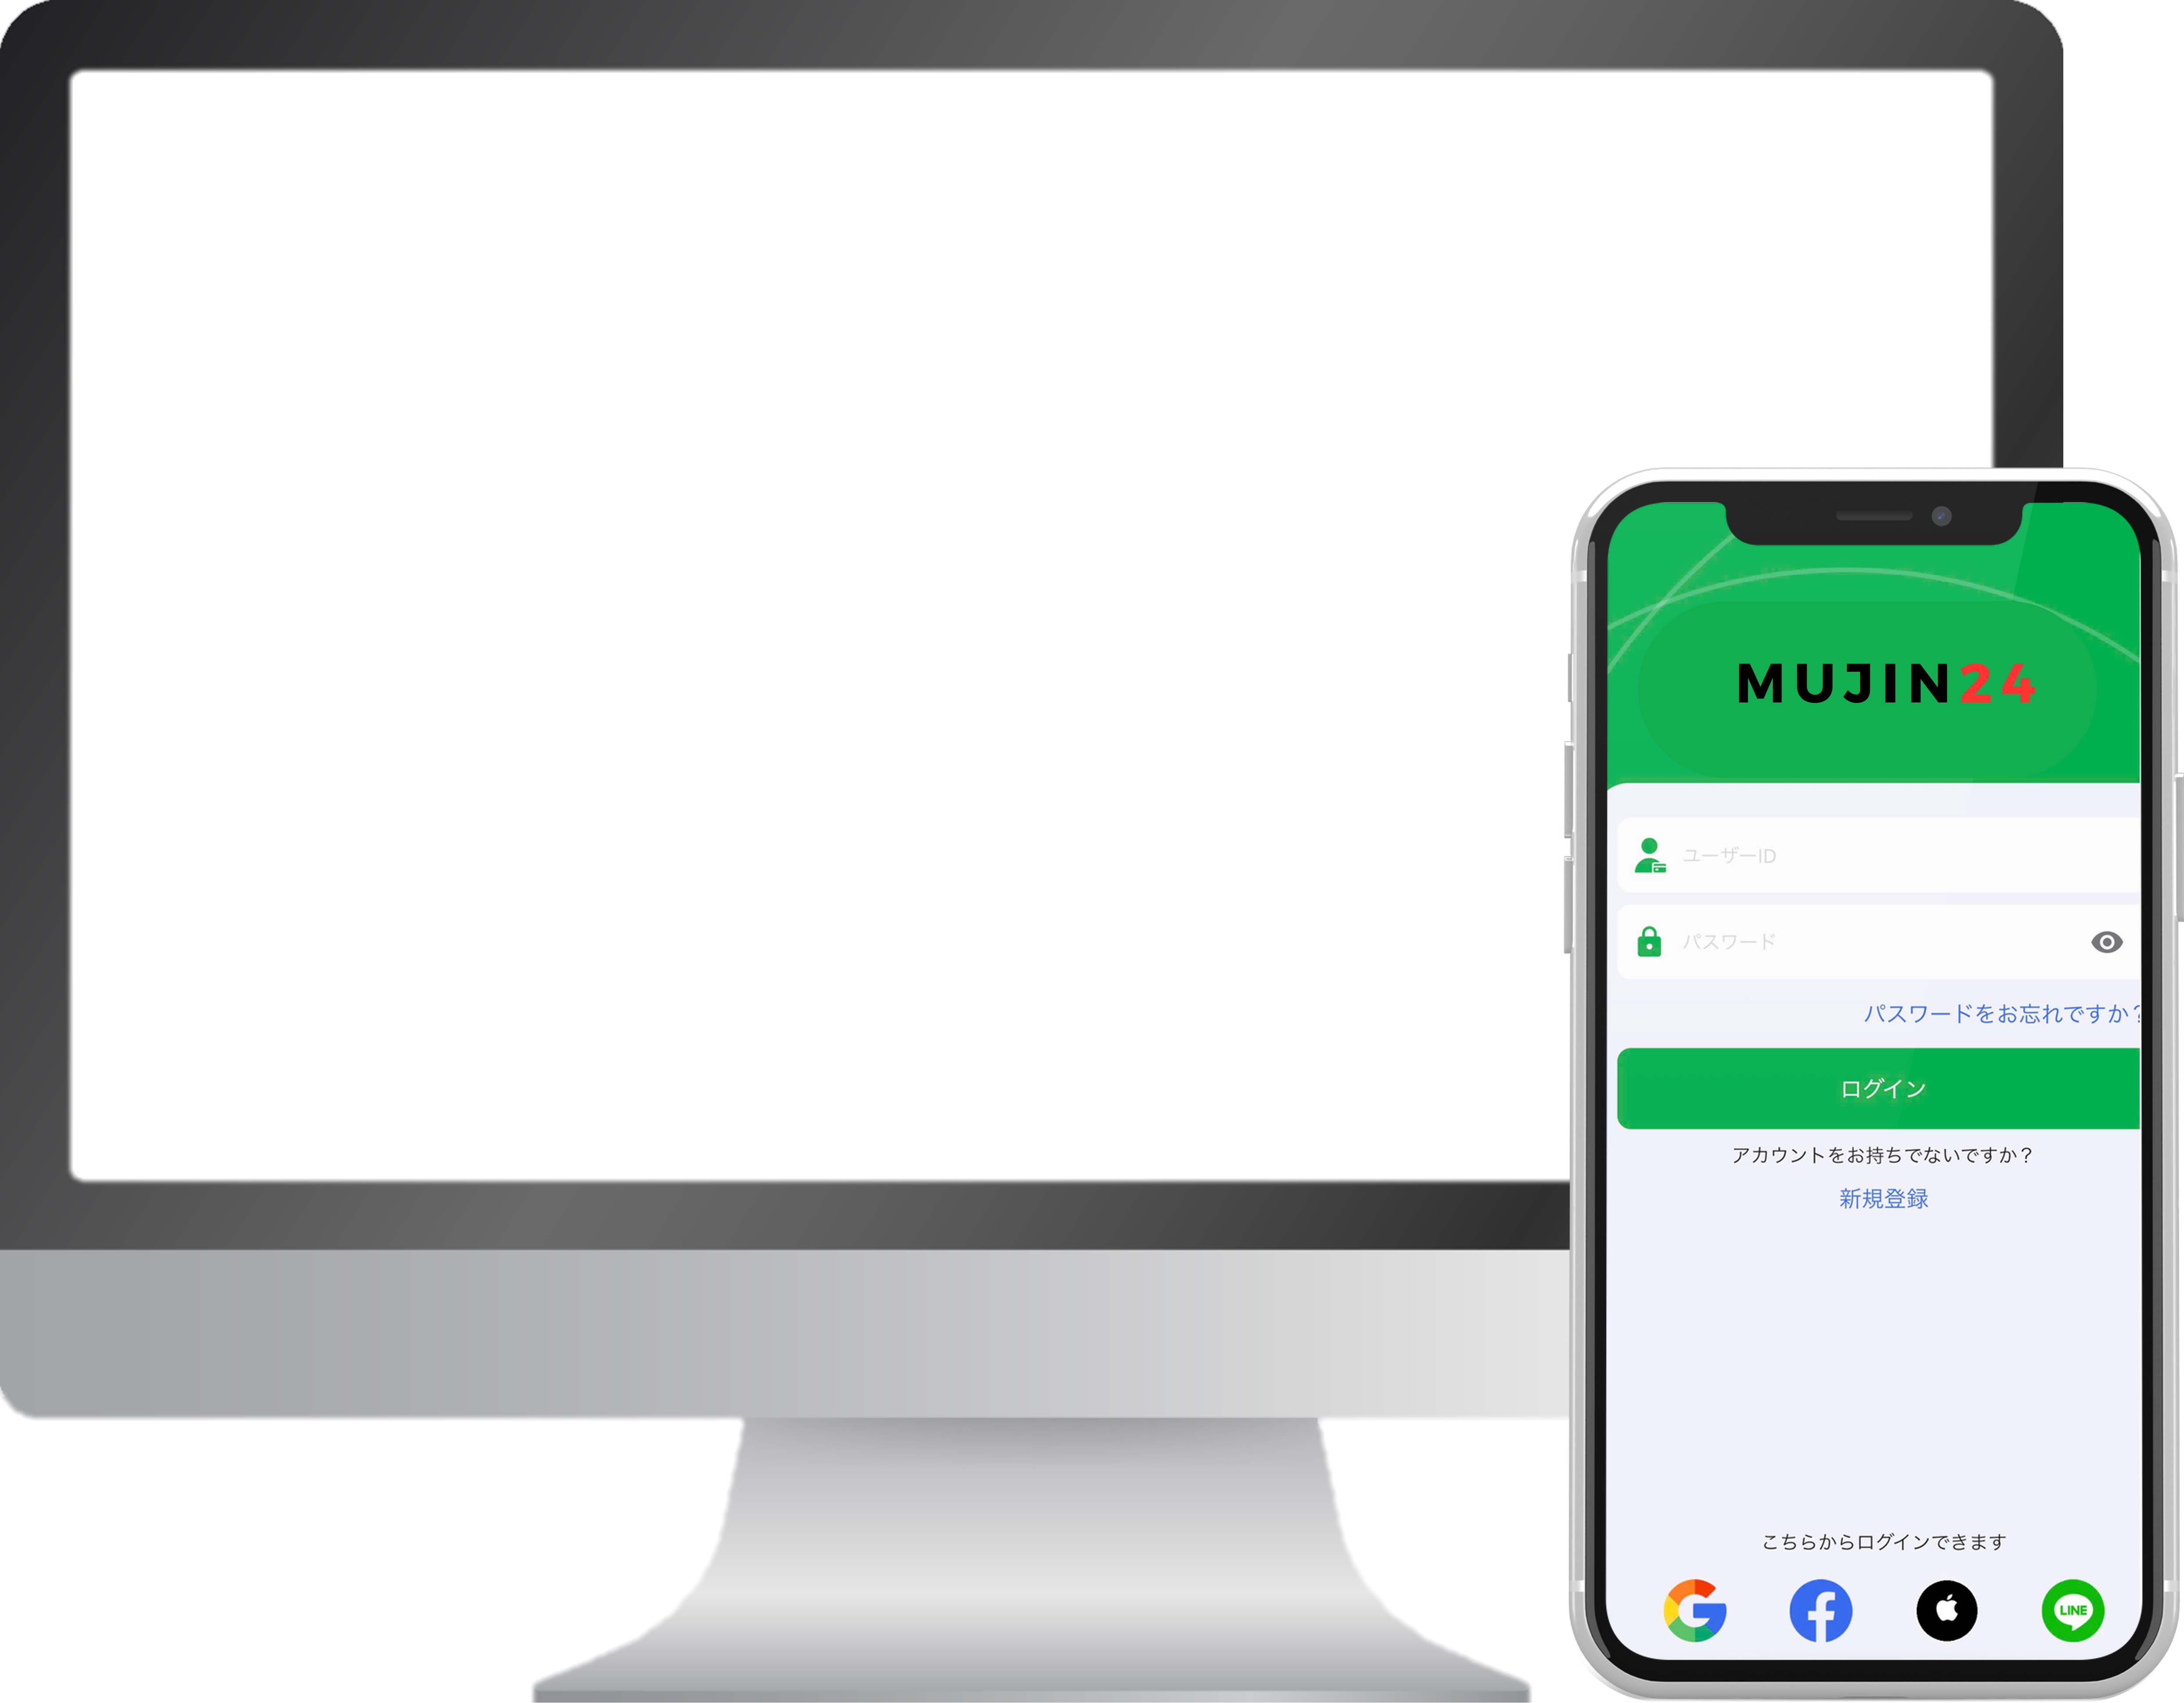 MUJIN24
ユーザーID
パスワード
パスワードをお忘れですか？
ログイン
アカウントをお持ちでないですか？
新規登録
こちらからログインできます
LINE